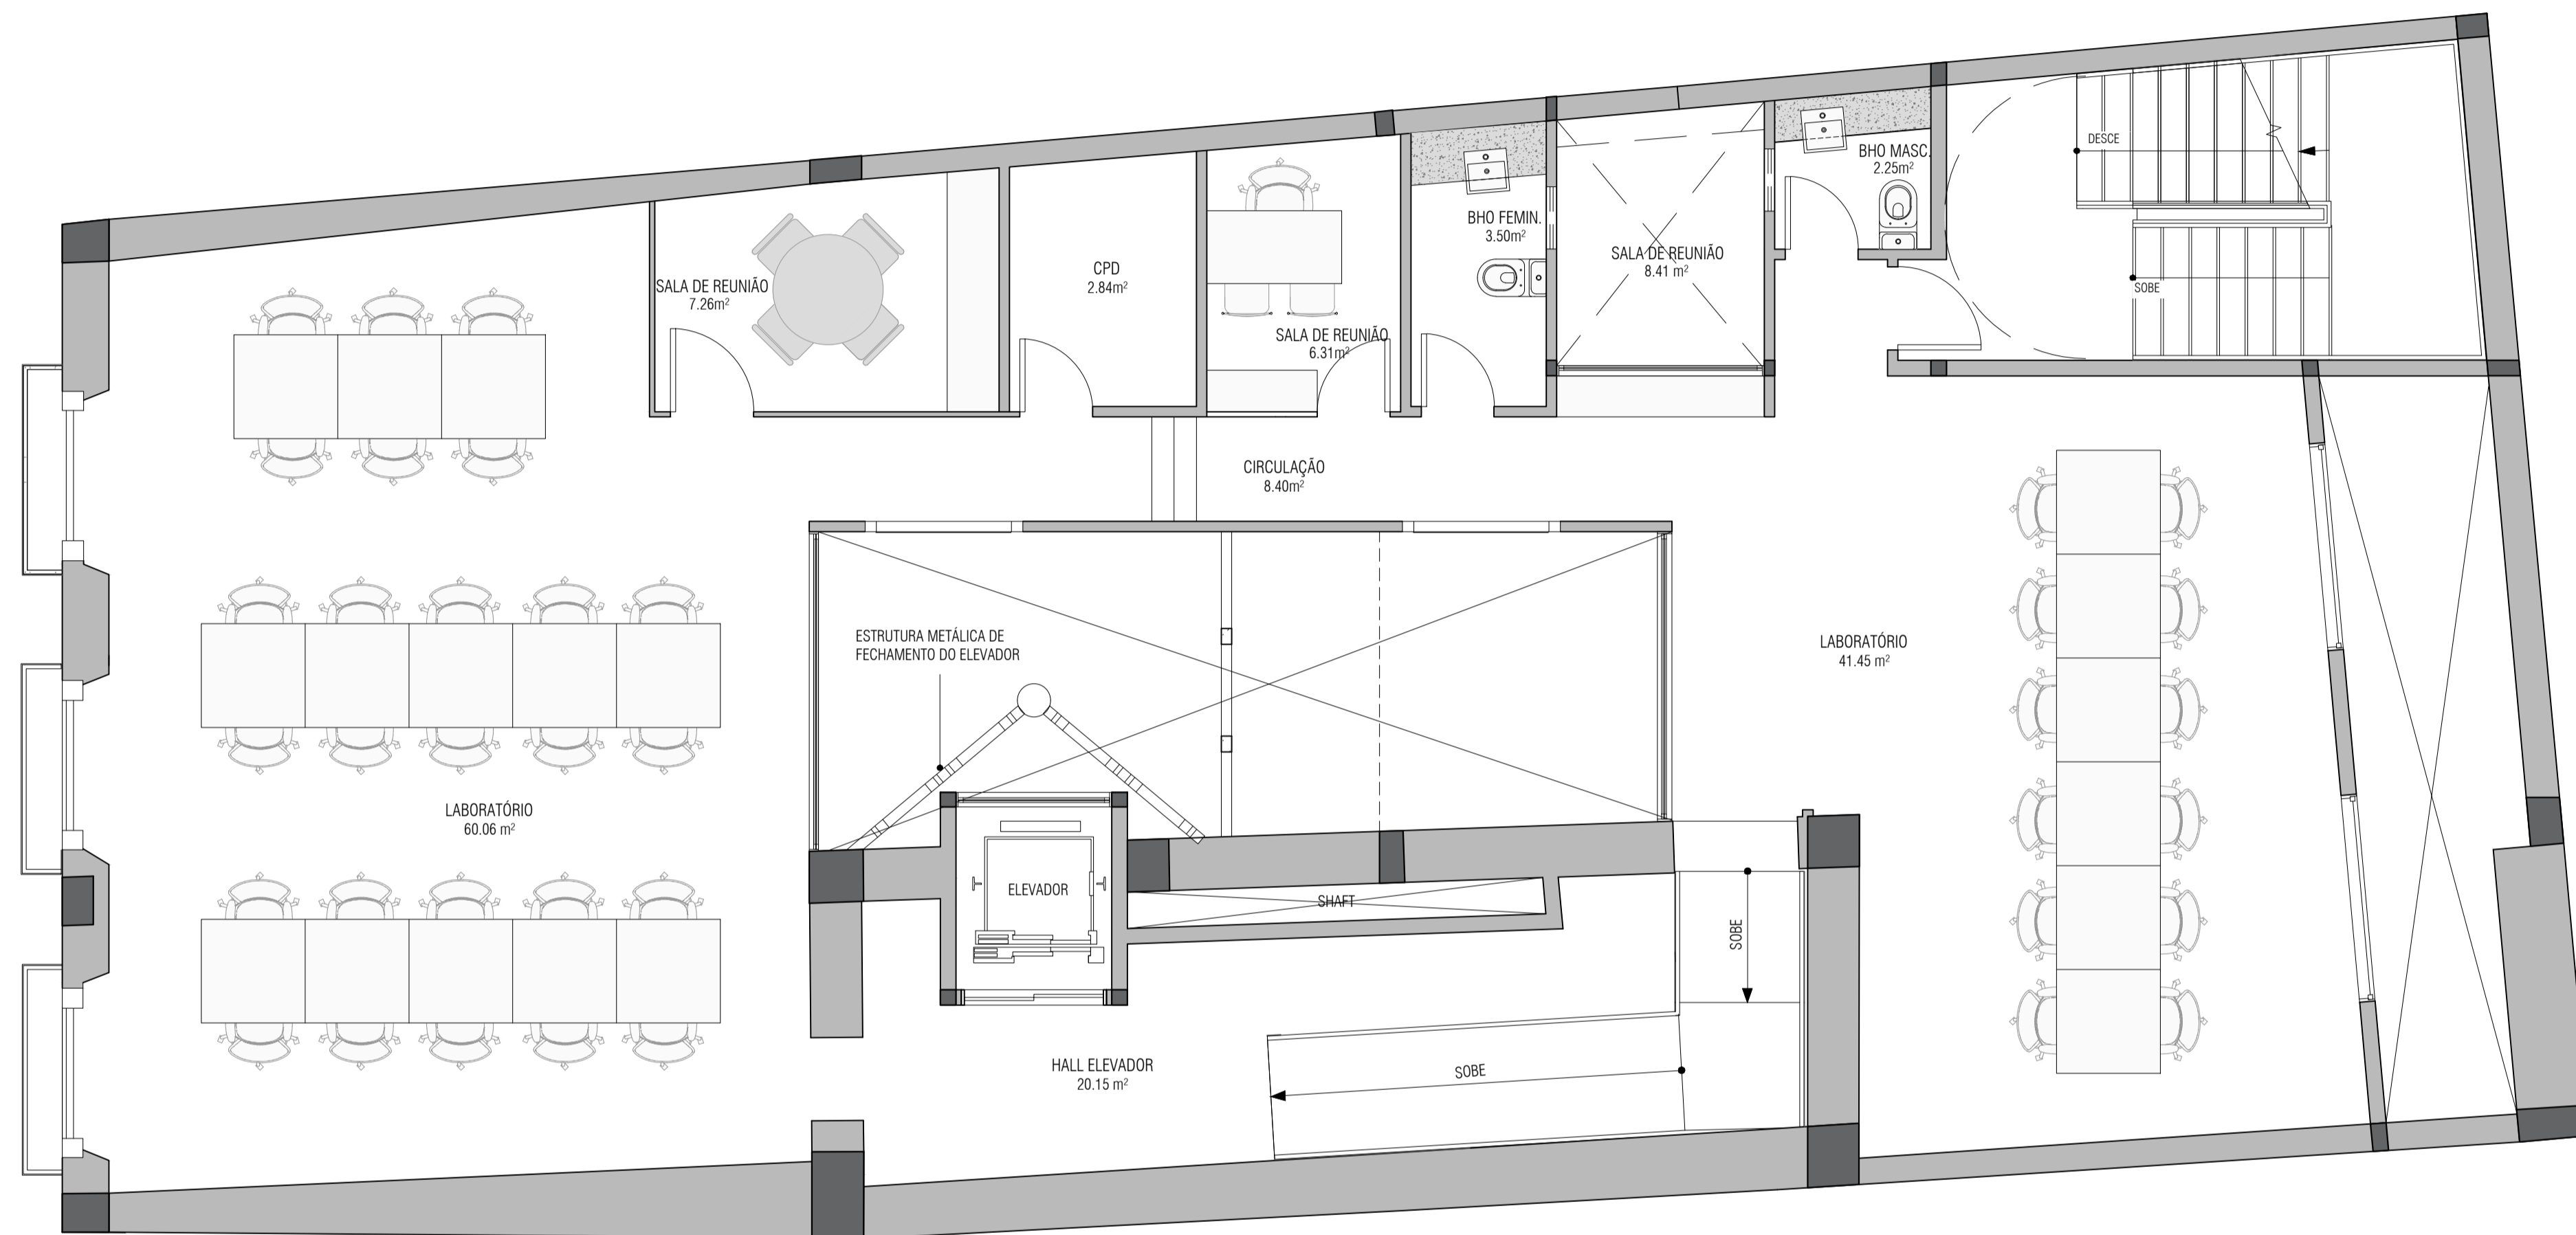 DESCE
BHO MASC.
2.25m²
BHO FEMIN.
3.50m²
SALA DE REUNIÃO
8.41 m²
CPD
2.84m²
SALA DE REUNIÃO
7.26m²
SOBE
SALA DE REUNIÃO
6.31m²
CIRCULAÇÃO
8.40m²
ESTRUTURA METÁLICA DE
FECHAMENTO DO ELEVADOR
LABORATÓRIO
41.45 m²
LABORATÓRIO
60.06 m²
ELEVADOR
SHAFT
SOBE
HALL ELEVADOR
20.15 m²
SOBE